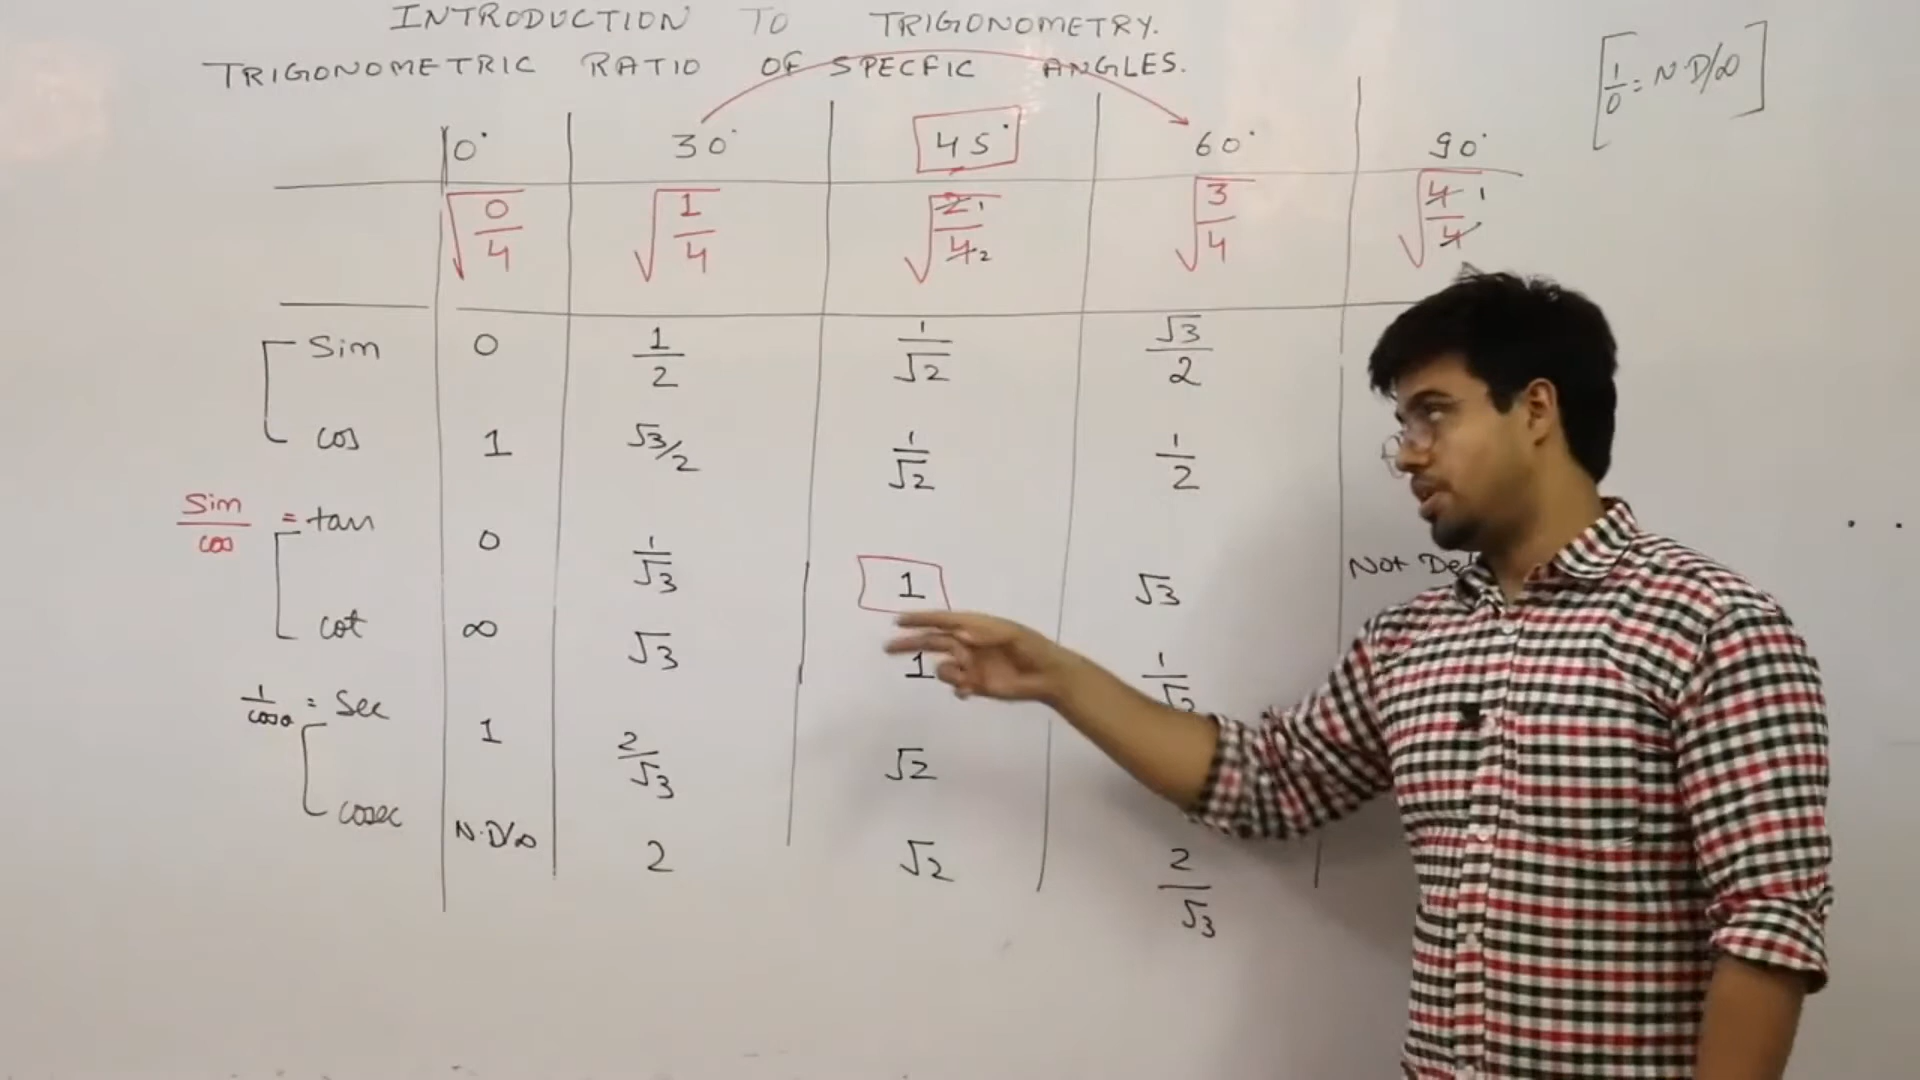 INTRODUCTION TO TRIGONOMETRY.
TRIGONOMETRIC RATIO OF SPECFIC ANGLES.
[1/0 = N·D/∞]
0° 30° 45° 60° 90°
√0/4 √1/4 √2/4 1 2 √3/4 √4/4 1
Sin 0 1/2 1/√2 √3/2
cos 1 √3/2 1/√2 1/2
Sin/cos = tan 0 1/√3 1 √3 Not De
cot ∞ √3 1
1/cosθ = Sec 1 2/√3 √2
cosec N·D/∞ 2 √2 2/√3